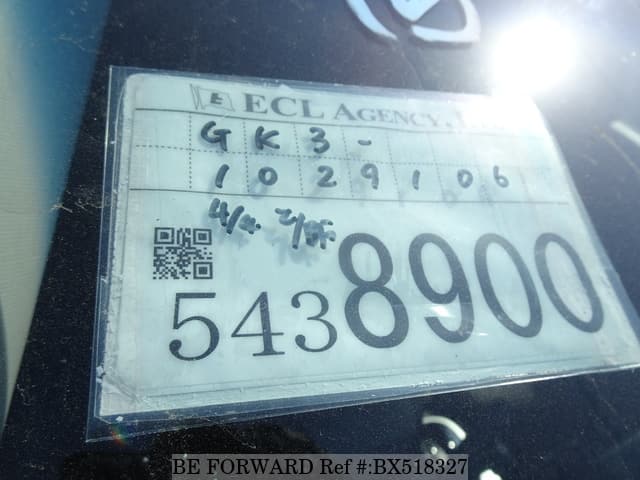 E ECL AGENCY, L
GK3-
1029106
5438900
BE FORWARD Ref #:BX518327